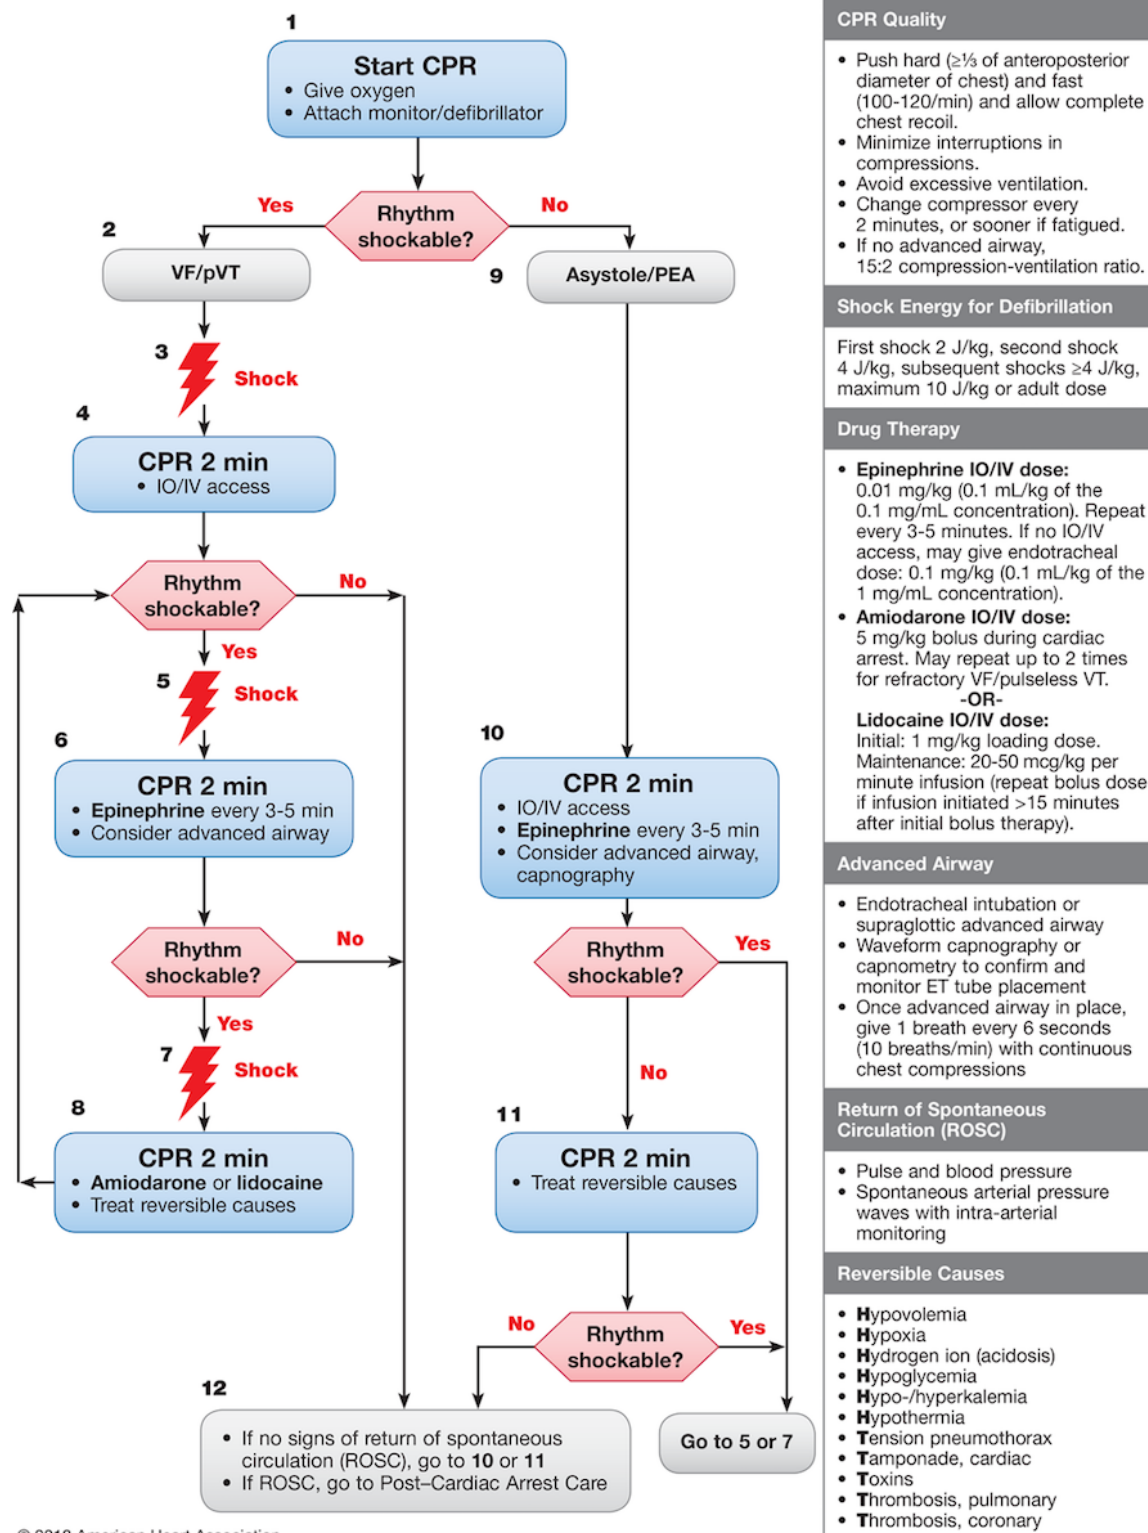 1
Start CPR
• Give oxygen
• Attach monitor/defibrillator
Rhythm
shockable?
Yes
No
2
VF/pVT
9
Asystole/PEA
3
Shock
4
CPR 2 min
• IO/IV access
Rhythm
shockable?
No
Yes
5
Shock
6
CPR 2 min
• Epinephrine every 3-5 min
• Consider advanced airway
Rhythm
shockable?
No
Yes
7
Shock
8
CPR 2 min
• Amiodarone or lidocaine
• Treat reversible causes
10
CPR 2 min
• IO/IV access
• Epinephrine every 3-5 min
• Consider advanced airway,
capnography
Rhythm
shockable?
Yes
No
11
CPR 2 min
• Treat reversible causes
Rhythm
shockable?
No
Yes
12
• If no signs of return of spontaneous
circulation (ROSC), go to 10 or 11
• If ROSC, go to Post–Cardiac Arrest Care
Go to 5 or 7
CPR Quality
• Push hard (≥⅓ of anteroposterior
diameter of chest) and fast
(100-120/min) and allow complete
chest recoil.
• Minimize interruptions in
compressions.
• Avoid excessive ventilation.
• Change compressor every
2 minutes, or sooner if fatigued.
• If no advanced airway,
15:2 compression-ventilation ratio.
Shock Energy for Defibrillation
First shock 2 J/kg, second shock
4 J/kg, subsequent shocks ≥4 J/kg,
maximum 10 J/kg or adult dose
Drug Therapy
• Epinephrine IO/IV dose:
0.01 mg/kg (0.1 mL/kg of the
0.1 mg/mL concentration). Repeat
every 3-5 minutes. If no IO/IV
access, may give endotracheal
dose: 0.1 mg/kg (0.1 mL/kg of the
1 mg/mL concentration).
• Amiodarone IO/IV dose:
5 mg/kg bolus during cardiac
arrest. May repeat up to 2 times
for refractory VF/pulseless VT.
-OR-
Lidocaine IO/IV dose:
Initial: 1 mg/kg loading dose.
Maintenance: 20-50 mcg/kg per
minute infusion (repeat bolus dose
if infusion initiated >15 minutes
after initial bolus therapy).
Advanced Airway
• Endotracheal intubation or
supraglottic advanced airway
• Waveform capnography or
capnometry to confirm and
monitor ET tube placement
• Once advanced airway in place,
give 1 breath every 6 seconds
(10 breaths/min) with continuous
chest compressions
Return of Spontaneous
Circulation (ROSC)
• Pulse and blood pressure
• Spontaneous arterial pressure
waves with intra-arterial
monitoring
Reversible Causes
• Hypovolemia
• Hypoxia
• Hydrogen ion (acidosis)
• Hypoglycemia
• Hypo-/hyperkalemia
• Hypothermia
• Tension pneumothorax
• Tamponade, cardiac
• Toxins
• Thrombosis, pulmonary
• Thrombosis, coronary
American Heart Association